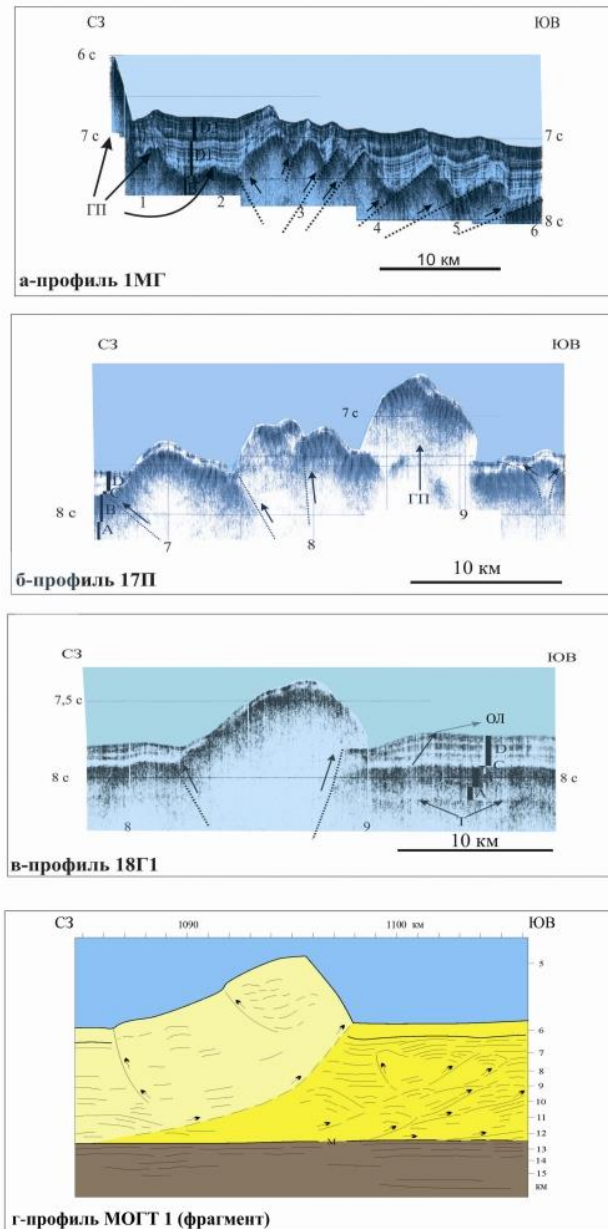 СЗ ЮВ
6 с
7 с 7 с
D
D1
ГП
1 2 3 4 5 6
8 с
10 км
а-профиль 1МГ
СЗ ЮВ
7 с
D
B
8 с
A
ГП
7 8 9
10 км
б-профиль 17П
СЗ ЮВ
7,5 с
ОЛ
D
C
8 с 8 с
A
8 9 I
10 км
в-профиль 18Г1
СЗ 1090 1100 км ЮВ
5
6
7
8
9
10
11
12
М
13
14
15
км
г-профиль МОГТ 1 (фрагмент)